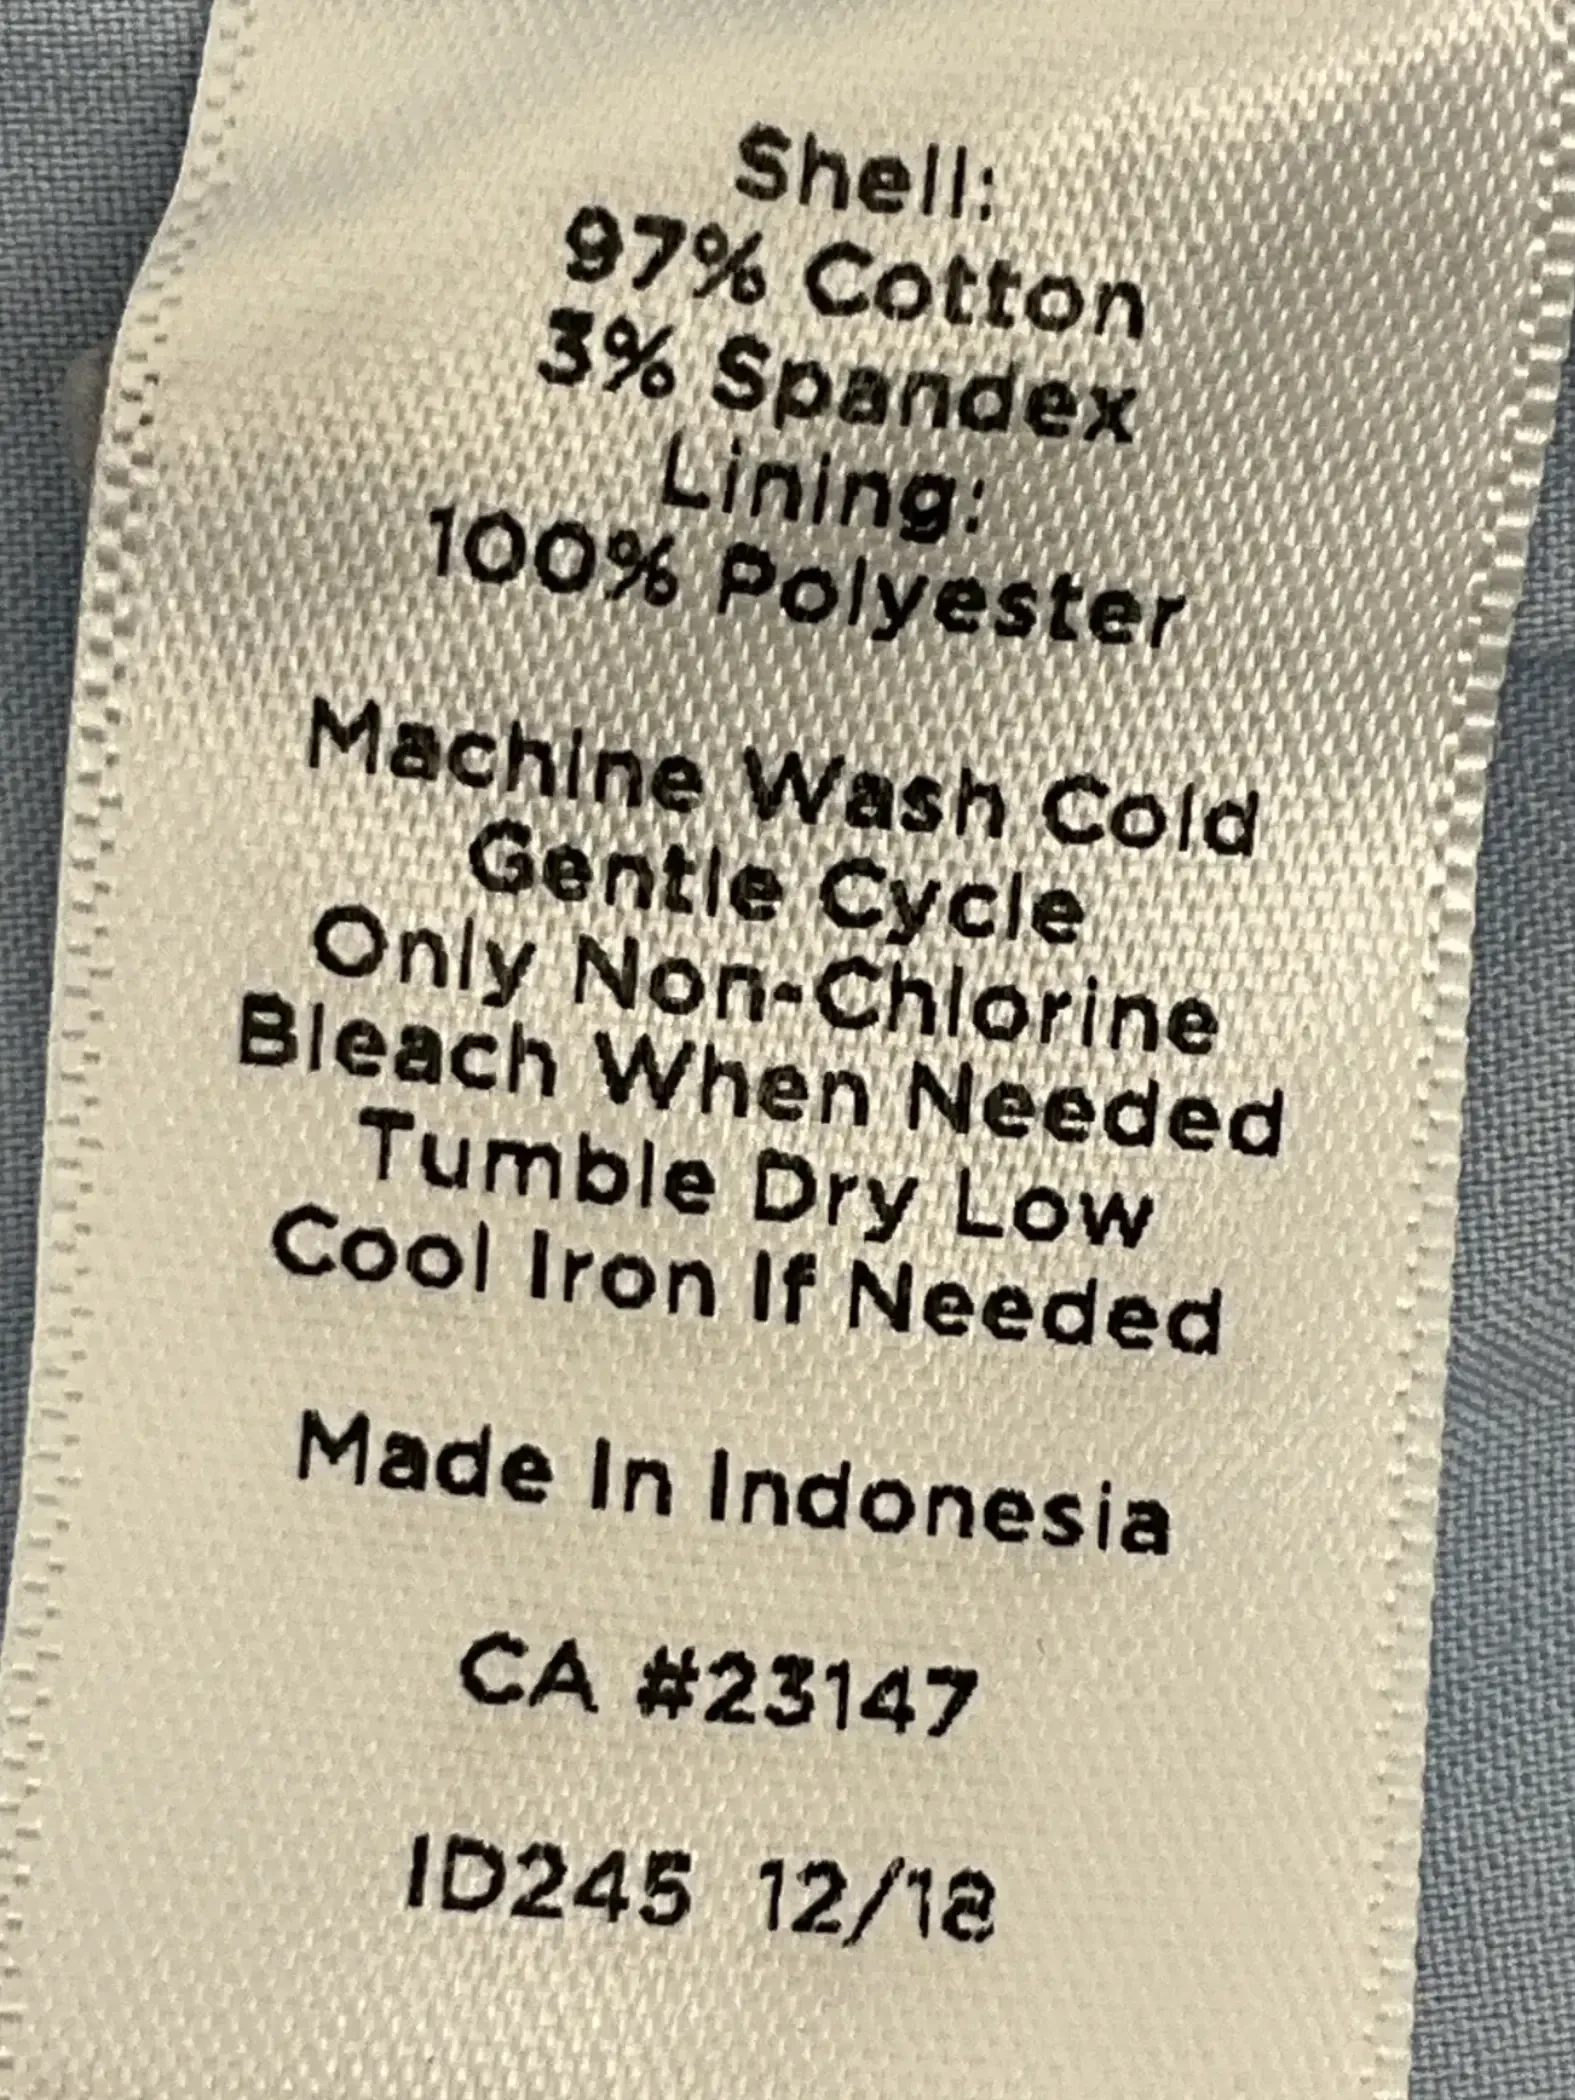 Shell:
97% Cotton
3% Spandex
Lining:
100% Polyester
Machine Wash Cold
Gentle Cycle
Only Non-Chlorine
Bleach When Needed
Tumble Dry Low
Cool Iron If Needed
Made In Indonesia
CA #23147
ID245 12/18